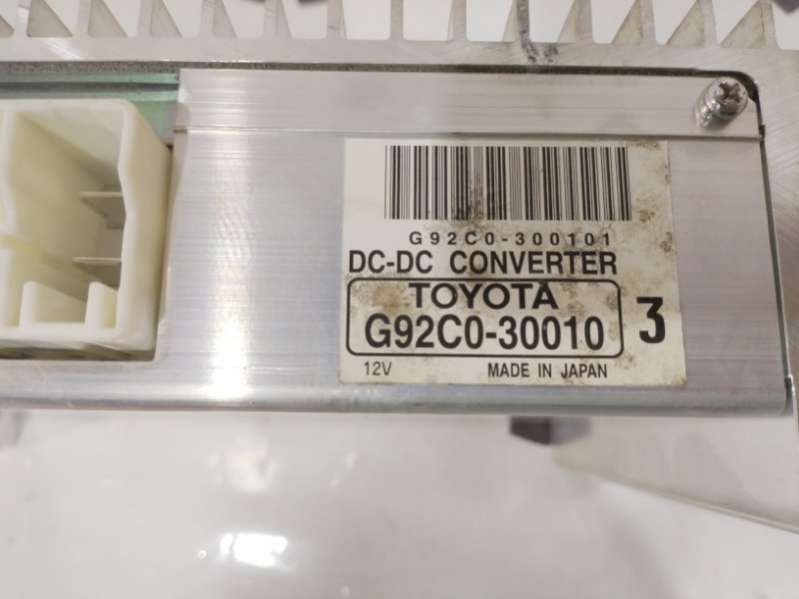 G92C0-300101
DC-DC CONVERTER
TOYOTA
G92C0-30010 3
12V MADE IN JAPAN